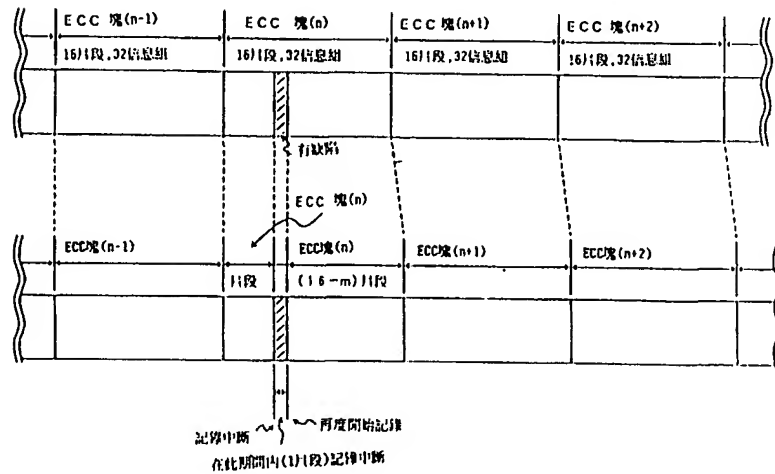 ECC 塊(n-1) ECC 塊(n) ECC 塊(n+1) ECC 塊(n+2)
16片段,32信息組 16片段,32信息組 16片段,32信息組 16片段,32信息組
有缺陷
ECC 塊(n)
ECC塊(n-1) ECC塊(n) ECC塊(n+1) ECC塊(n+2)
片段 (16-m)片段
記錄中斷 再度開始記錄
在此期間内(1片段)記錄中斷